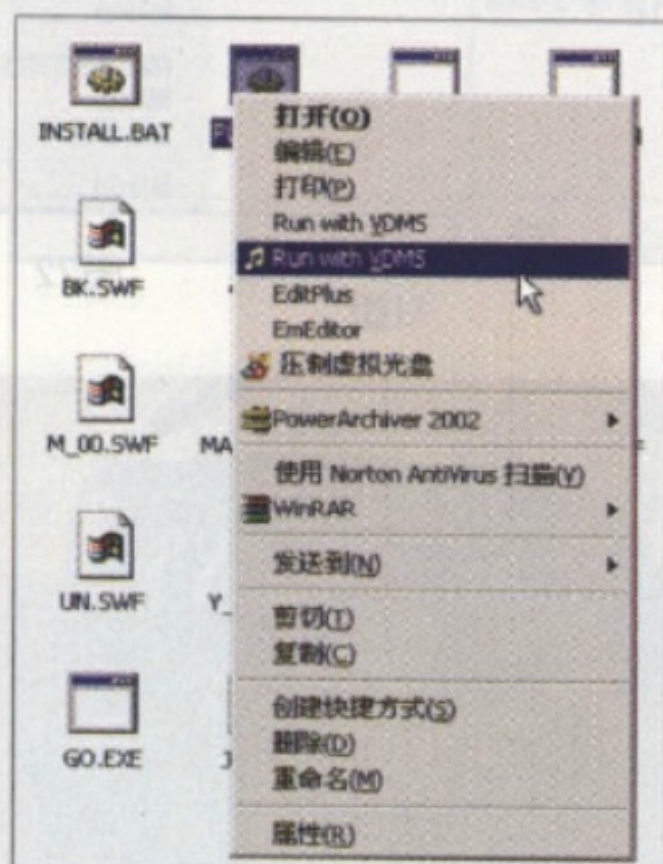 INSTALL.BAT
BK.SWF
M_00.SWF
MA
UN.SWF
Y_
GO.EXE
打开(O)
编辑(E)
打印(P)
Run with VDMS
Run with VDMS
EditPlus
EmEditor
压制虚拟光盘
PowerArchiver 2002
使用 Norton AntiVirus 扫描(Y)
WinRAR
发送到(N)
剪切(T)
复制(C)
创建快捷方式(S)
删除(D)
重命名(M)
属性(R)